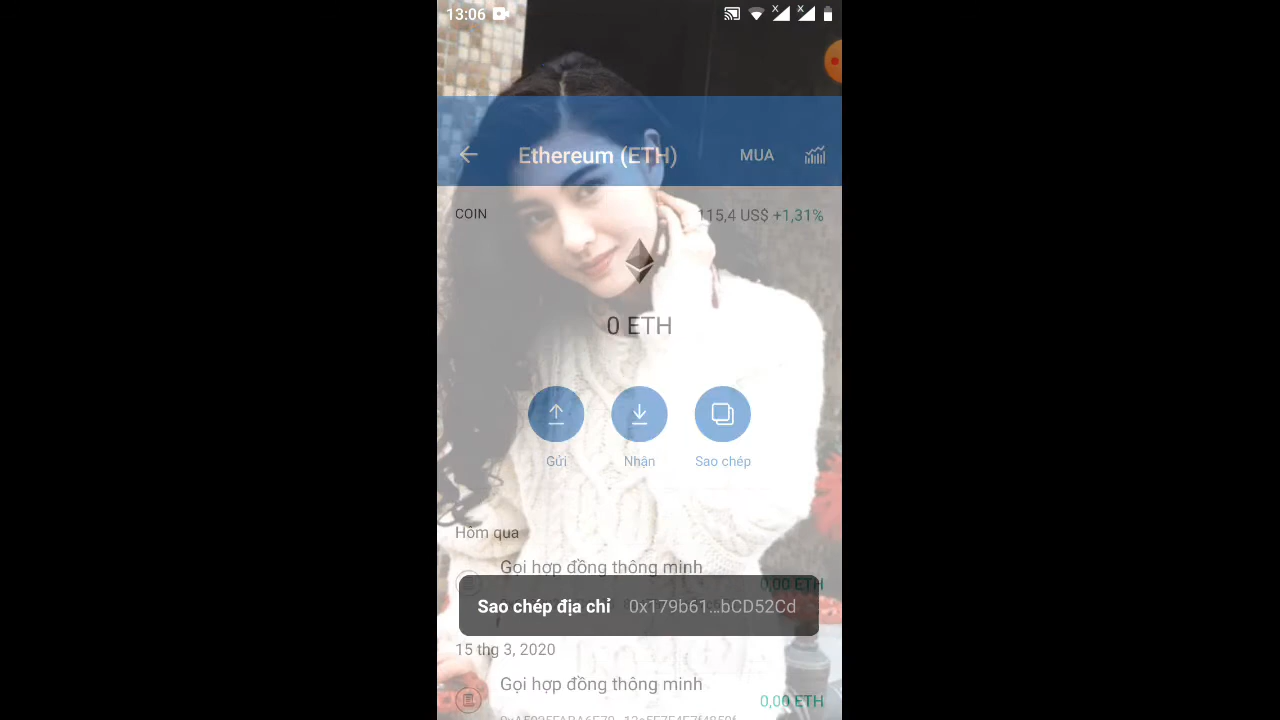 13:06
Ethereum (ETH) MUA
COIN 115,4 US$ +1,31%
0 ETH
Gửi Nhận Sao chép
Hôm qua
Gọi hợp đồng thông minh
0,00 ETH
Sao chép địa chỉ 0x179b61...bCD52Cd
15 thg 3, 2020
Gọi hợp đồng thông minh
0,00 ETH